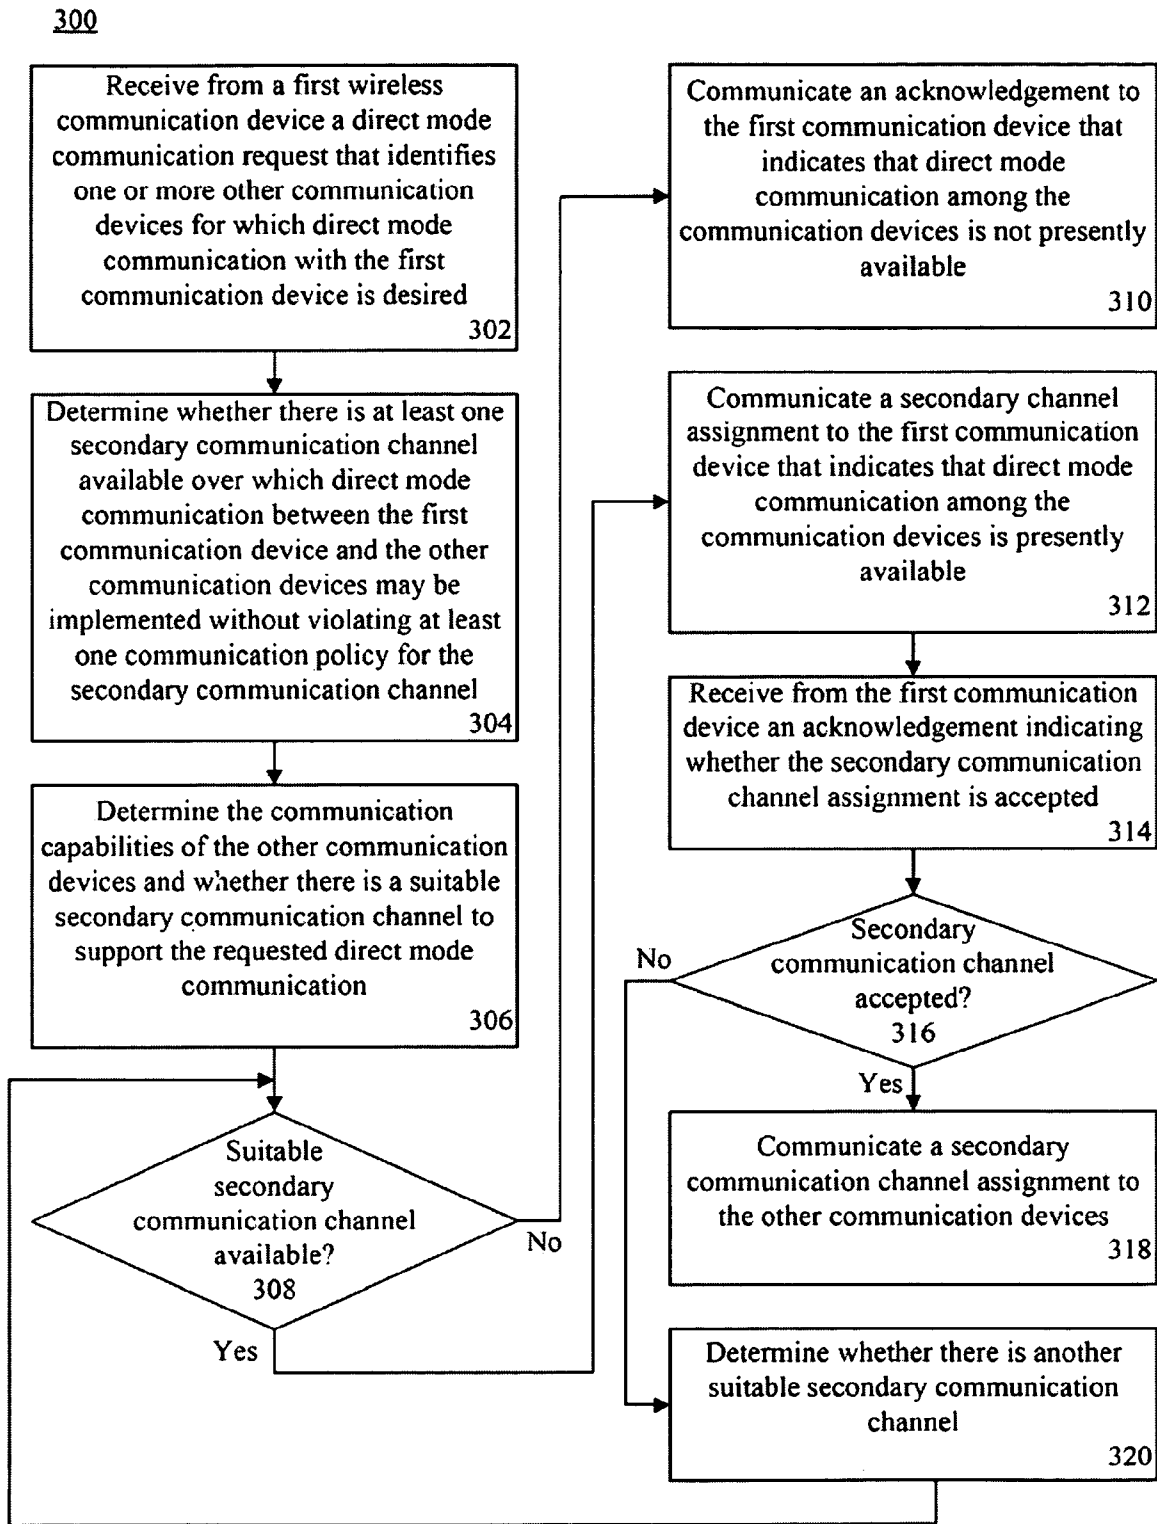 300
Receive from a first wireless
communication device a direct mode
communication request that identifies
one or more other communication
devices for which direct mode
communication with the first
communication device is desired
302
Determine whether there is at least one
secondary communication channel
available over which direct mode
communication between the first
communication device and the other
communication devices may be
implemented without violating at least
one communication policy for the
secondary communication channel
304
Determine the communication
capabilities of the other communication
devices and whether there is a suitable
secondary communication channel to
support the requested direct mode
communication
306
Suitable
secondary
communication channel
available?
308
No
Yes
Communicate an acknowledgement to
the first communication device that
indicates that direct mode
communication among the
communication devices is not presently
available
310
Communicate a secondary channel
assignment to the first communication
device that indicates that direct mode
communication among the
communication devices is presently
available
312
Receive from the first communication
device an acknowledgement indicating
whether the secondary communication
channel assignment is accepted
314
Secondary
communication channel
accepted?
316
No
Yes
Communicate a secondary
communication channel assignment to
the other communication devices
318
Determine whether there is another
suitable secondary communication
channel
320